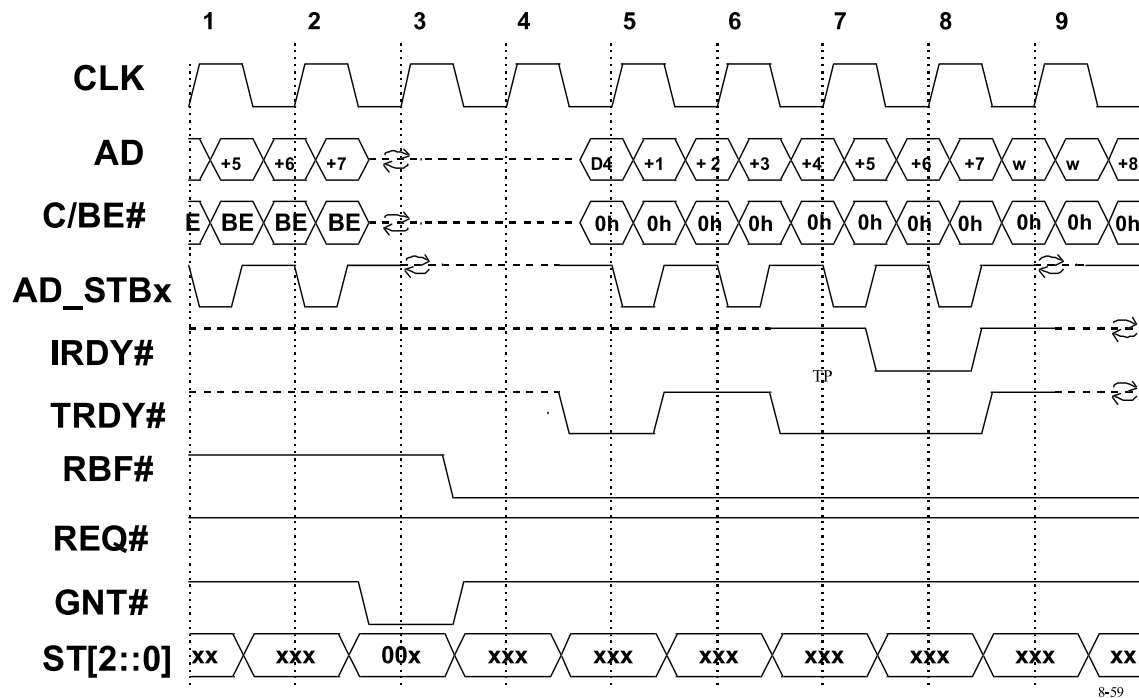 1 2 3 4 5 6 7 8 9
CLK
AD +5 +6 +7 D4 +1 + 2 +3 +4 +5 +6 +7 w w +8
C/BE# E BE BE BE 0h 0h 0h 0h 0h 0h 0h 0h 0h 0h 0h
AD_STBx
IRDY#
TP
TRDY#
RBF#
REQ#
GNT#
ST[2::0] xx xxx 00x xxx xxx xxx xxx xxx xxx xx
8-59